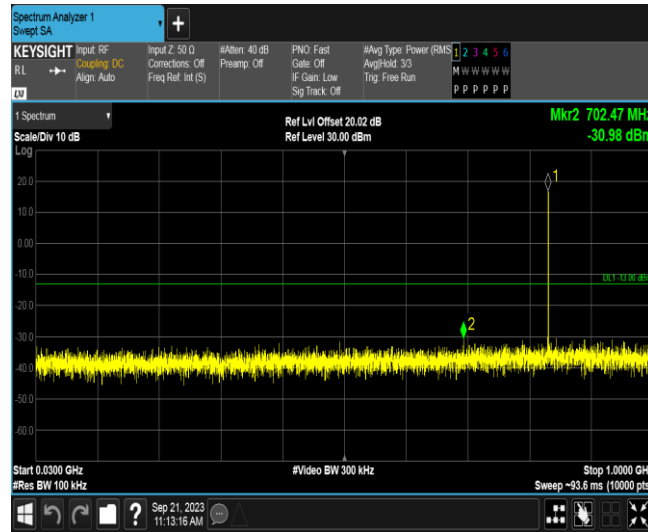 Spectrum Analyzer 1
Swept SA
KEYSIGHT Input: RF Input Z: 50 Ω #Atten: 40 dB PNO: Fast #Avg Type: Power (RMS 1 2 3 4 5 6
RL Coupling: DC Corrections: Off Preamp: Off Gate: Off Avg|Hold: 3/3 M W W W W W
Align: Auto Freq Ref: Int (S) IF Gain: Low Trig: Free Run
LXI Sig Track: Off P P P P P P
1 Spectrum Ref Lvl Offset 20.02 dB Mkr2 702.47 MHz
Scale/Div 10 dB Ref Level 30.00 dBm -30.98 dBm
Log
1
20.0
10.0
0.00
-10.0
DL1 -13.00 dBm
-20.0
2
-30.0
-40.0
-50.0
-60.0
Start 0.0300 GHz #Video BW 300 kHz Stop 1.0000 GHz
#Res BW 100 kHz Sweep ~93.6 ms (10000 pts)
? Sep 21, 2023
11:13:16 AM